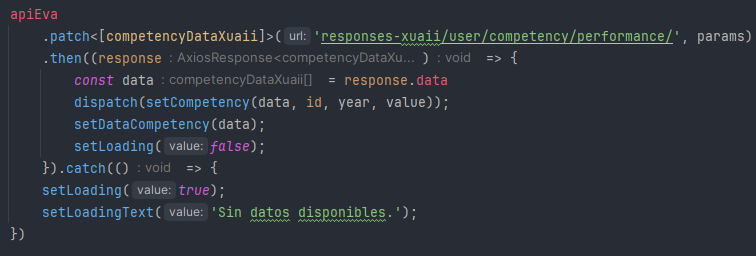 apiEva
.patch<[competencyDataXuaii]>( url: 'responses-xuaii/user/competency/performance/', params)
.then((response : AxiosResponse<competencyDataXu... ) : void => {
const data : competencyDataXuaii[] = response.data
dispatch(setCompetency(data, id, year, value));
setDataCompetency(data);
setLoading( value: false);
}).catch(() : void => {
setLoading( value: true);
setLoadingText( value: 'Sin datos disponibles.');
})